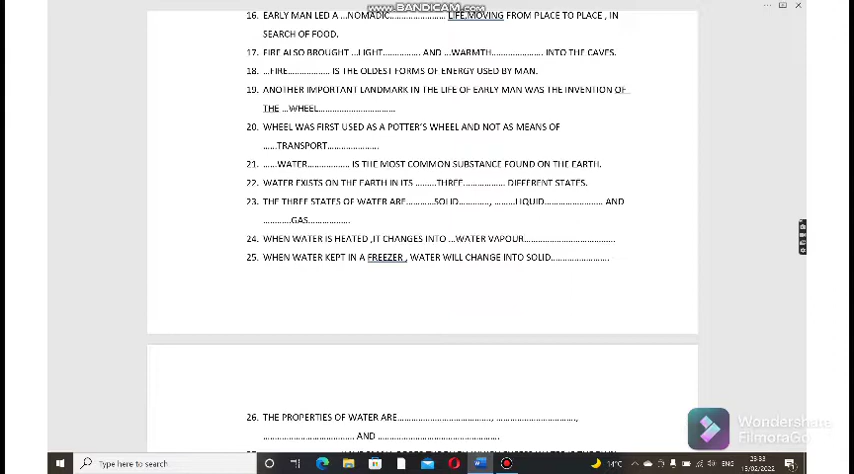 WWW.BANDICAM.COM
16. EARLY MAN LED A ...NOMADIC..................... LIFE,MOVING FROM PLACE TO PLACE , IN
SEARCH OF FOOD.
17. FIRE ALSO BROUGHT ...LIGHT.............. AND ...WARMTH.................... INTO THE CAVES.
18. ...FIRE................ IS THE OLDEST FORMS OF ENERGY USED BY MAN.
19. ANOTHER IMPORTANT LANDMARK IN THE LIFE OF EARLY MAN WAS THE INVENTION OF
THE ...WHEEL..............................
20. WHEEL WAS FIRST USED AS A POTTER'S WHEEL AND NOT AS MEANS OF
......TRANSPORT....................
21. ......WATER................. IS THE MOST COMMON SUBSTANCE FOUND ON THE EARTH.
22. WATER EXISTS ON THE EARTH IN ITS .........THREE................. DIFFERENT STATES.
23. THE THREE STATES OF WATER ARE............SOLID............., .........LIQUID....................... AND
............GAS.................
24. WHEN WATER IS HEATED ,IT CHANGES INTO ...WATER VAPOUR....................................
25. WHEN WATER KEPT IN A FREEZER , WATER WILL CHANGE INTO SOLID.......................
26. THE PROPERTIES OF WATER ARE...................................., ...............................,
................................... AND ..............................................
Wondershare
FilmoraGo
Type here to search
14°C
ENG
23:33
13/02/2022